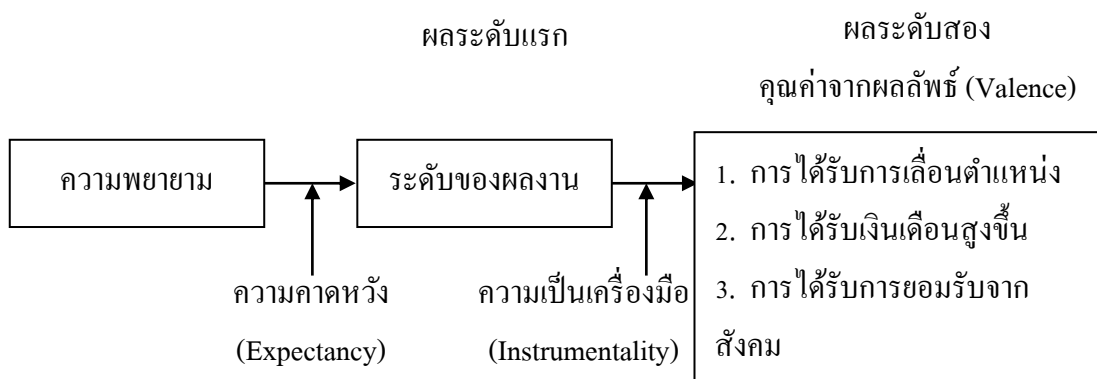 ผลระดับแรก
ผลระดับสอง
คุณค่าจากผลลัพธ์ (Valence)
ความพยายาม
ระดับของผลงาน
1. การได้รับการเลื่อนตำแหน่ง
2. การได้รับเงินเดือนสูงขึ้น
3. การได้รับการยอมรับจาก
สังคม
ความคาดหวัง
(Expectancy)
ความเป็นเครื่องมือ
(Instrumentality)